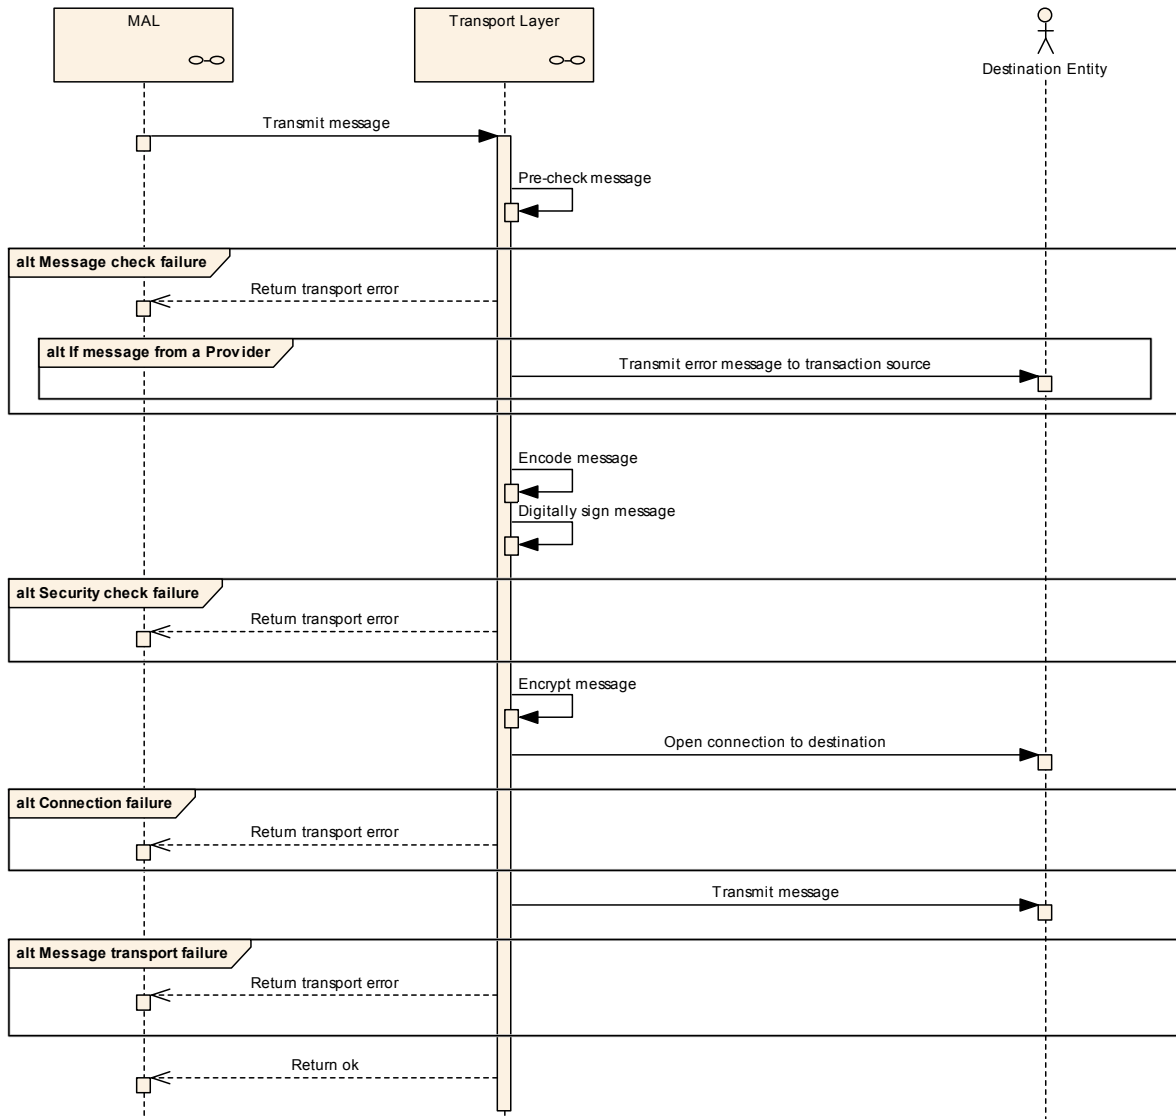 MAL
Transport Layer
Destination Entity
Transmit message
Pre-check message
alt Message check failure
Return transport error
alt If message from a Provider
Transmit error message to transaction source
Encode message
Digitally sign message
alt Security check failure
Return transport error
Encrypt message
Open connection to destination
alt Connection failure
Return transport error
Transmit message
alt Message transport failure
Return transport error
Return ok